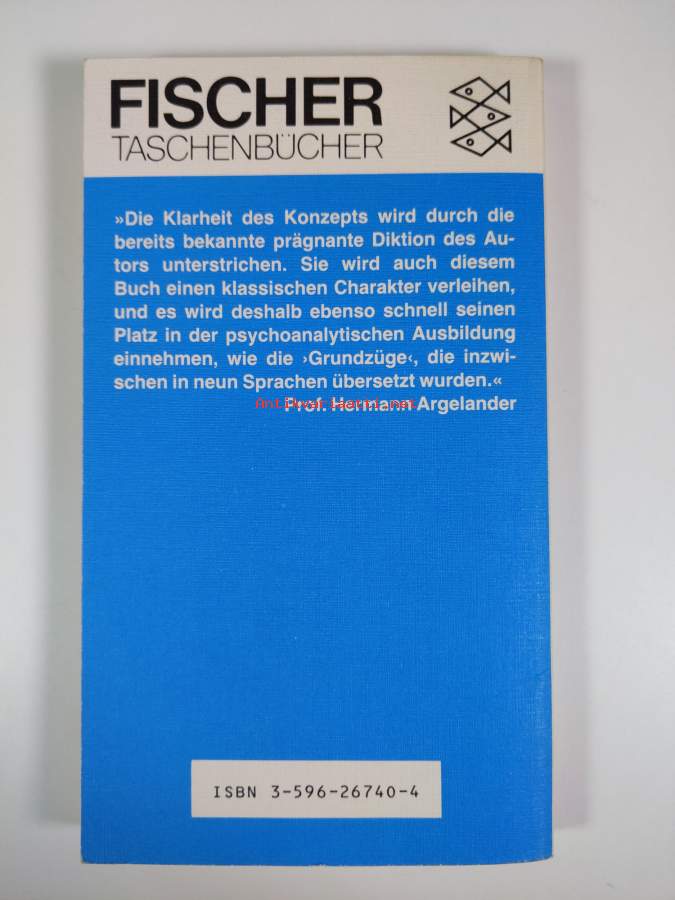 FISCHER
TASCHENBÜCHER
»Die Klarheit des Konzepts wird durch die
bereits bekannte prägnante Diktion des Au-
tors unterstrichen. Sie wird auch diesem
Buch einen klassischen Charakter verleihen,
und es wird deshalb ebenso schnell seinen
Platz in der psychoanalytischen Ausbildung
einnehmen, wie die ›Grundzüge‹, die inzwi-
schen in neun Sprachen übersetzt wurden.«
Prof. Hermann Argelander
Antikvariaatti.net
ISBN 3-596-26740-4